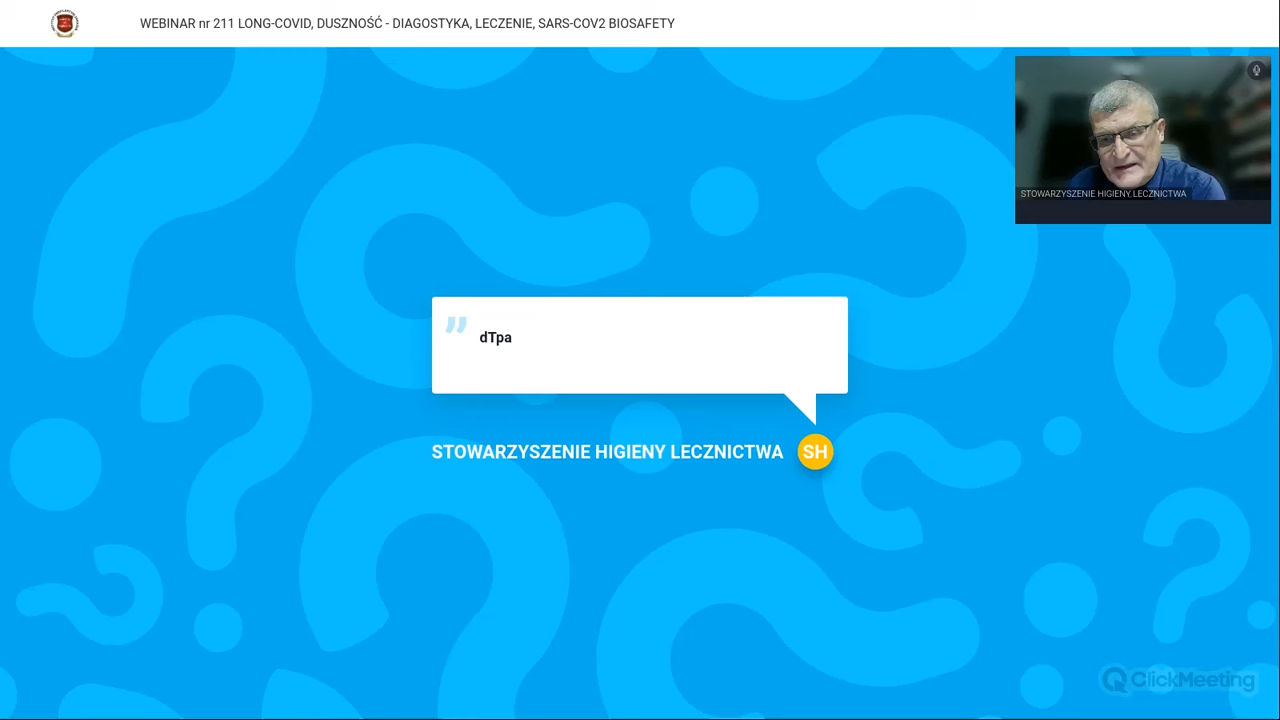 WEBINAR nr 211 LONG-COVID, DUSZNOŚĆ - DIAGOSTYKA, LECZENIE, SARS-COV2 BIOSAFETY
STOWARZYSZENIE HIGIENY LECZNICTWA
dTpa
STOWARZYSZENIE HIGIENY LECZNICTWA SH
ClickMeeting